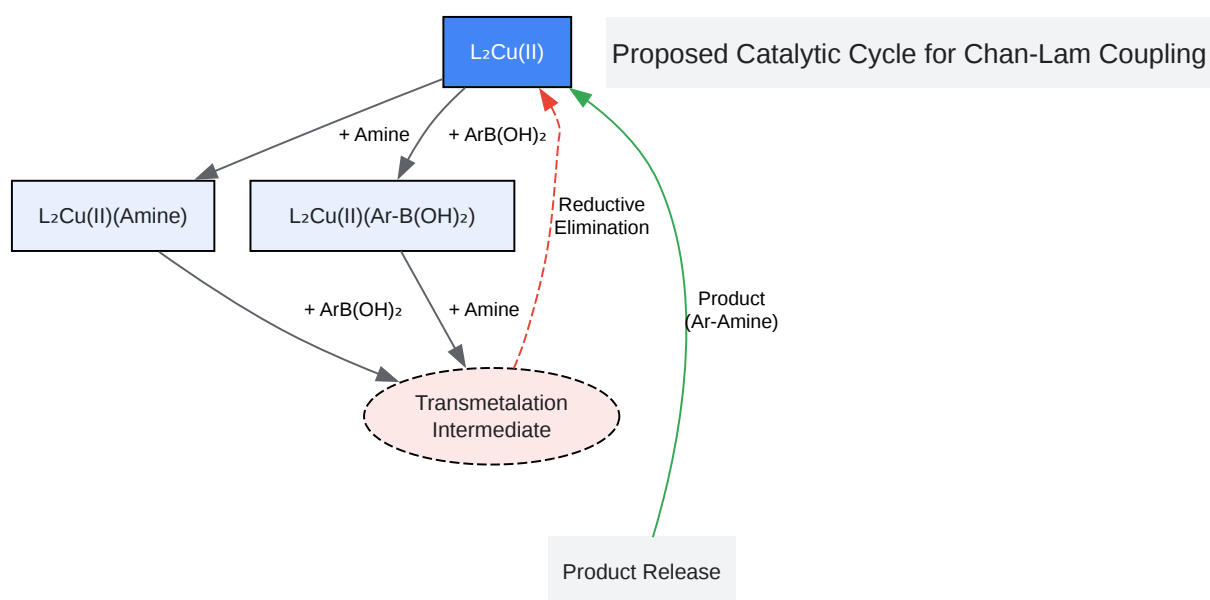 L₂Cu(II)
Proposed Catalytic Cycle for Chan-Lam Coupling
+ Amine
+ ArB(OH)₂
L₂Cu(II)(Amine)
L₂Cu(II)(Ar-B(OH)₂)
Reductive
Elimination
+ ArB(OH)₂
+ Amine
Product
(Ar-Amine)
Transmetalation
Intermediate
Product Release